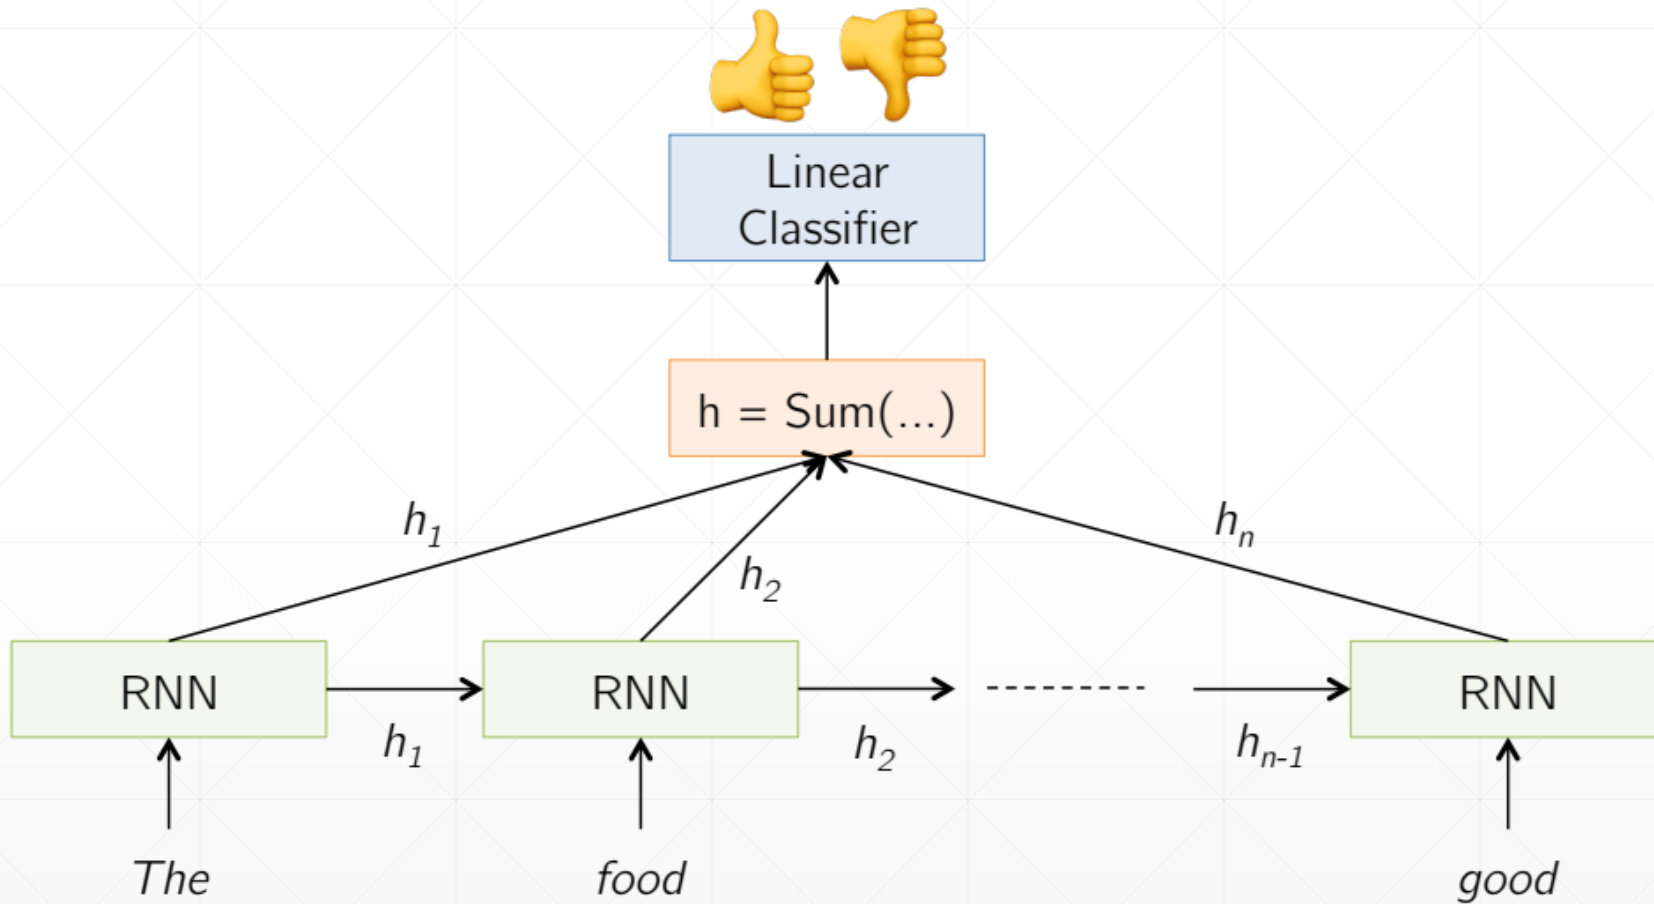 Linear
Classifier
h = Sum(...)
h₁
h₂
hₙ
RNN
RNN
RNN
h₁
h₂
hₙ₋₁
The
food
good